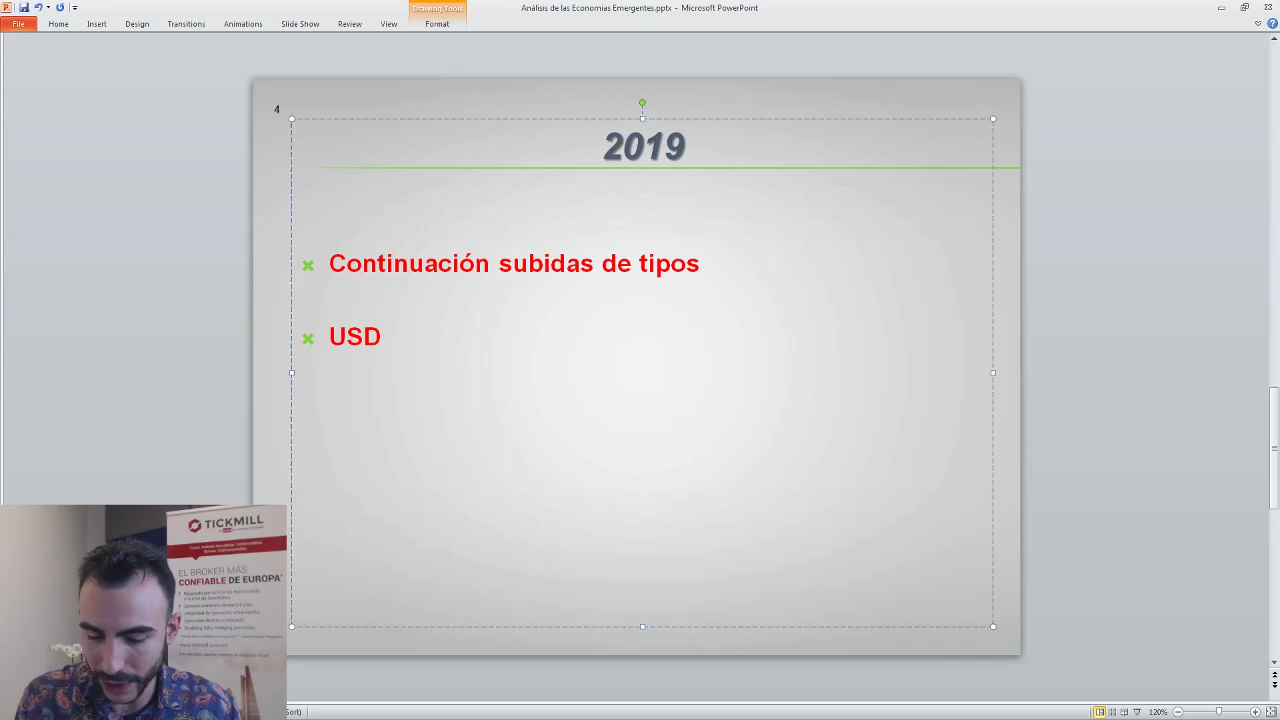 Drawing Tools
Análisis de las Economias Emergentes.pptx - Microsoft PowerPoint
File Home Insert Design Transitions Animations Slide Show Review View Format
4
2019
Continuación subidas de tipos
USD
TICKMILL
EL BROKER MÁS
CONFIABLE DE EUROPA*
120%